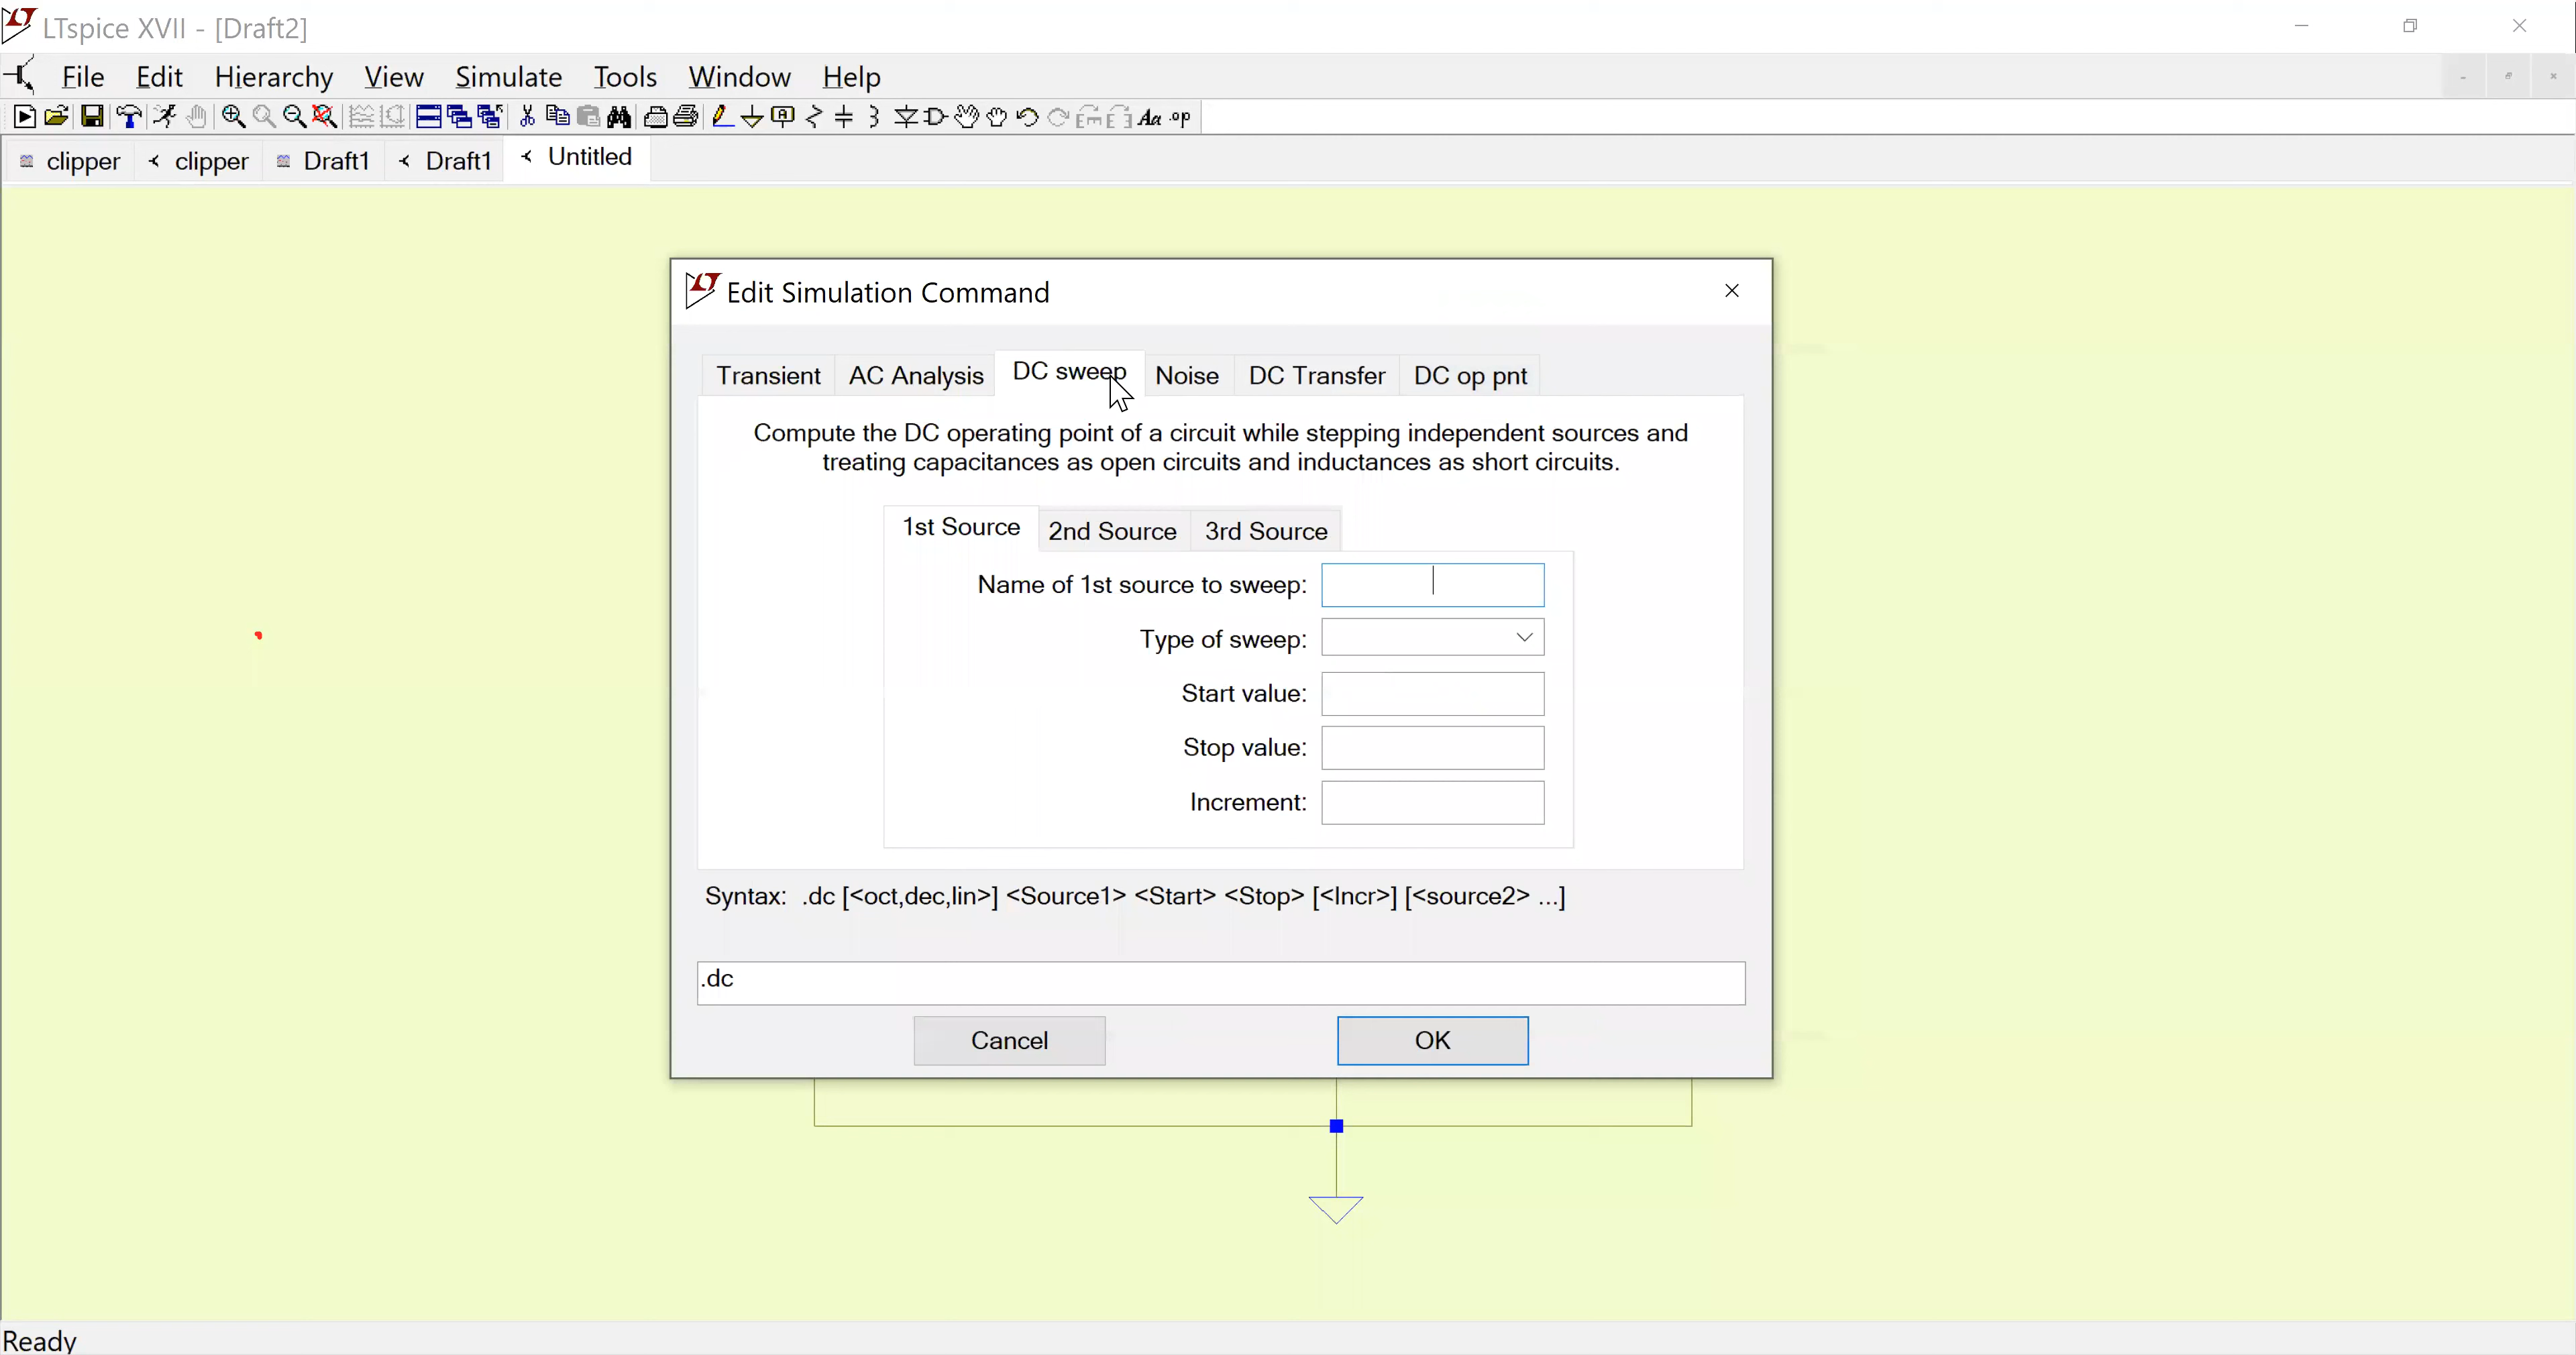 LTspice XVII - [Draft2]
File Edit Hierarchy View Simulate Tools Window Help
Aa .op
clipper clipper Draft1 Draft1 Untitled
Edit Simulation Command
Transient AC Analysis DC sweep Noise DC Transfer DC op pnt
Compute the DC operating point of a circuit while stepping independent sources and
treating capacitances as open circuits and inductances as short circuits.
1st Source 2nd Source 3rd Source
Name of 1st source to sweep:
Type of sweep:
Start value:
Stop value:
Increment:
Syntax: .dc [<oct,dec,lin>] <Source1> <Start> <Stop> [<Incr>] [<source2> ...]
.dc
Cancel OK
Ready